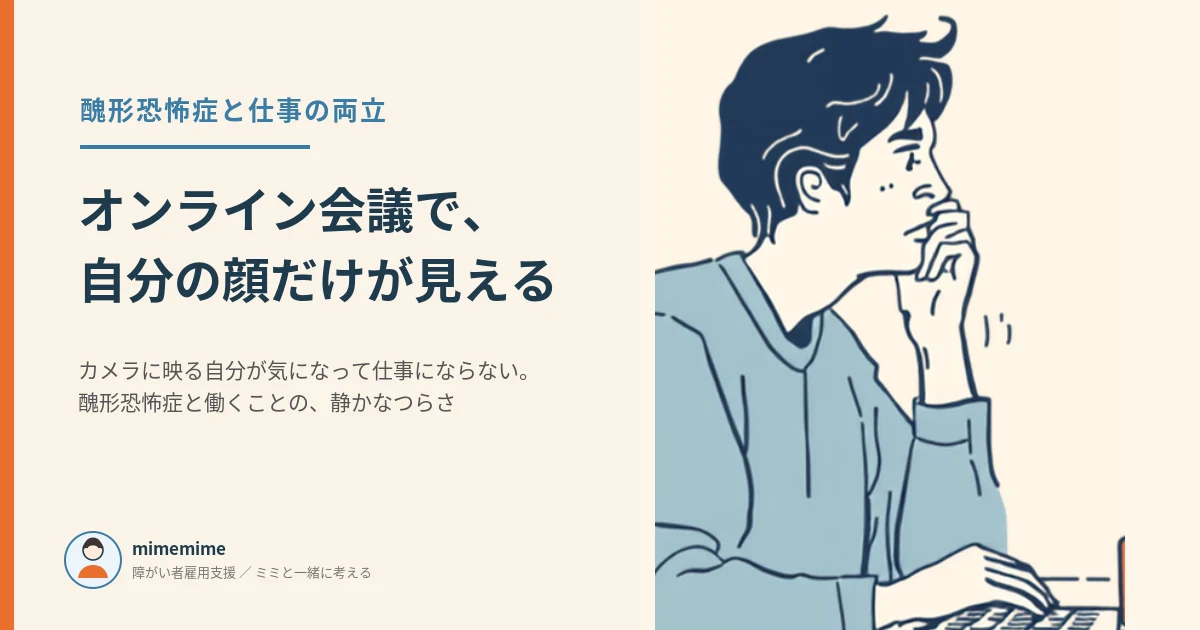 醜形恐怖症と仕事の両立
オンライン会議で、
自分の顔だけが見える
カメラに映る自分が気になって仕事にならない。
醜形恐怖症と働くことの、静かなつらさ
mimemime
障がい者雇用支援 ／ ミミと一緒に考える